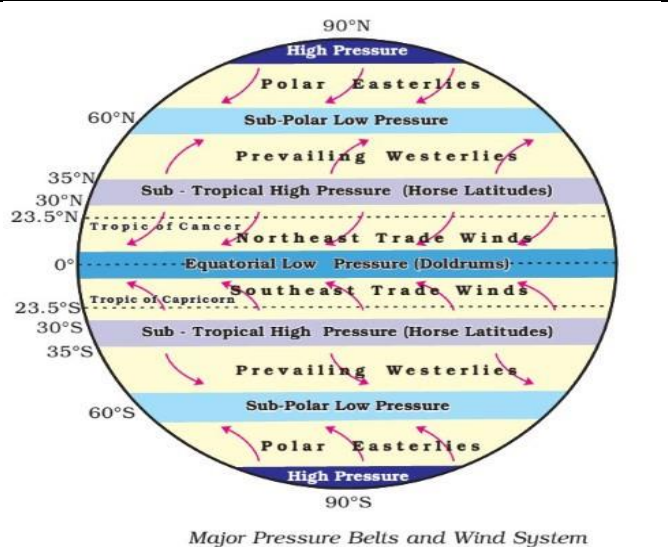 90°N
High Pressure
Polar Easterlies
60°N
Sub-Polar Low Pressure
Prevailing Westerlies
35°N
Sub - Tropical High Pressure (Horse Latitudes)
30°N
23.5°N
Tropic of Cancer
Northeast Trade Winds
0°
Equatorial Low Pressure (Doldrums)
Southeast Trade Winds
Tropic of Capricorn
23.5°S
30°S
Sub - Tropical High Pressure (Horse Latitudes)
35°S
Prevailing Westerlies
60°S
Sub-Polar Low Pressure
Polar Easterlies
High Pressure
90°S
Major Pressure Belts and Wind System